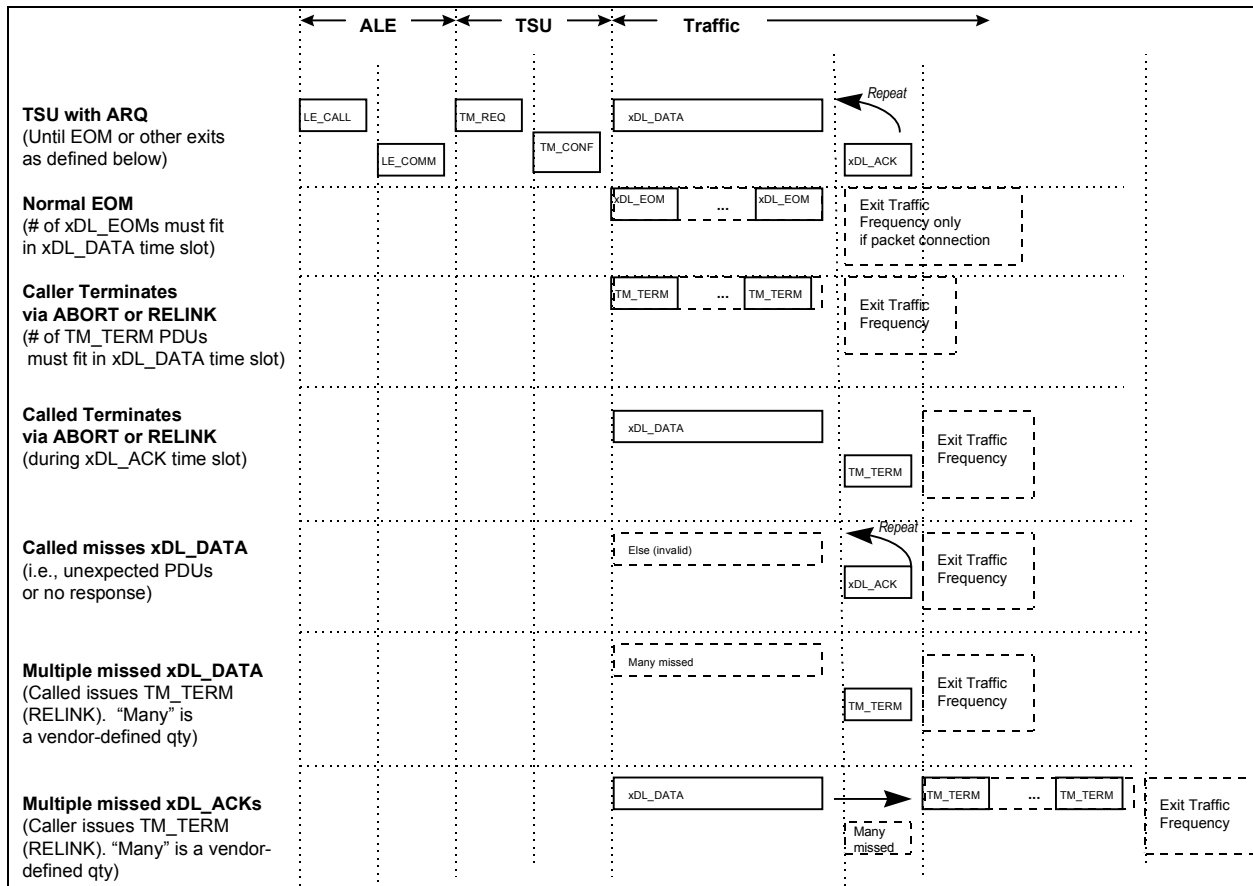 ALE TSU Traffic
TSU with ARQ
(Until EOM or other exits
as defined below)
LE_CALL
LE_COMM
TM_REQ
TM_CONF
xDL_DATA
Repeat
xDL_ACK
Normal EOM
(# of xDL_EOMs must fit
in xDL_DATA time slot)
xDL_EOM ... xDL_EOM
Exit Traffic
Frequency only
if packet connection
Caller Terminates
via ABORT or RELINK
(# of TM_TERM PDUs
must fit in xDL_DATA time slot)
TM_TERM ... TM_TERM
Exit Traffic
Frequency
Called Terminates
via ABORT or RELINK
(during xDL_ACK time slot)
xDL_DATA
TM_TERM
Exit Traffic
Frequency
Called misses xDL_DATA
(i.e., unexpected PDUs
or no response)
Else (invalid)
Repeat
xDL_ACK
Exit Traffic
Frequency
Multiple missed xDL_DATA
(Called issues TM_TERM
(RELINK). “Many” is
a vendor-defined qty)
Many missed
TM_TERM
Exit Traffic
Frequency
Multiple missed xDL_ACKs
(Caller issues TM_TERM
(RELINK). “Many” is a vendor-
defined qty)
xDL_DATA
Many
missed
TM_TERM ... TM_TERM
Exit Traffic
Frequency